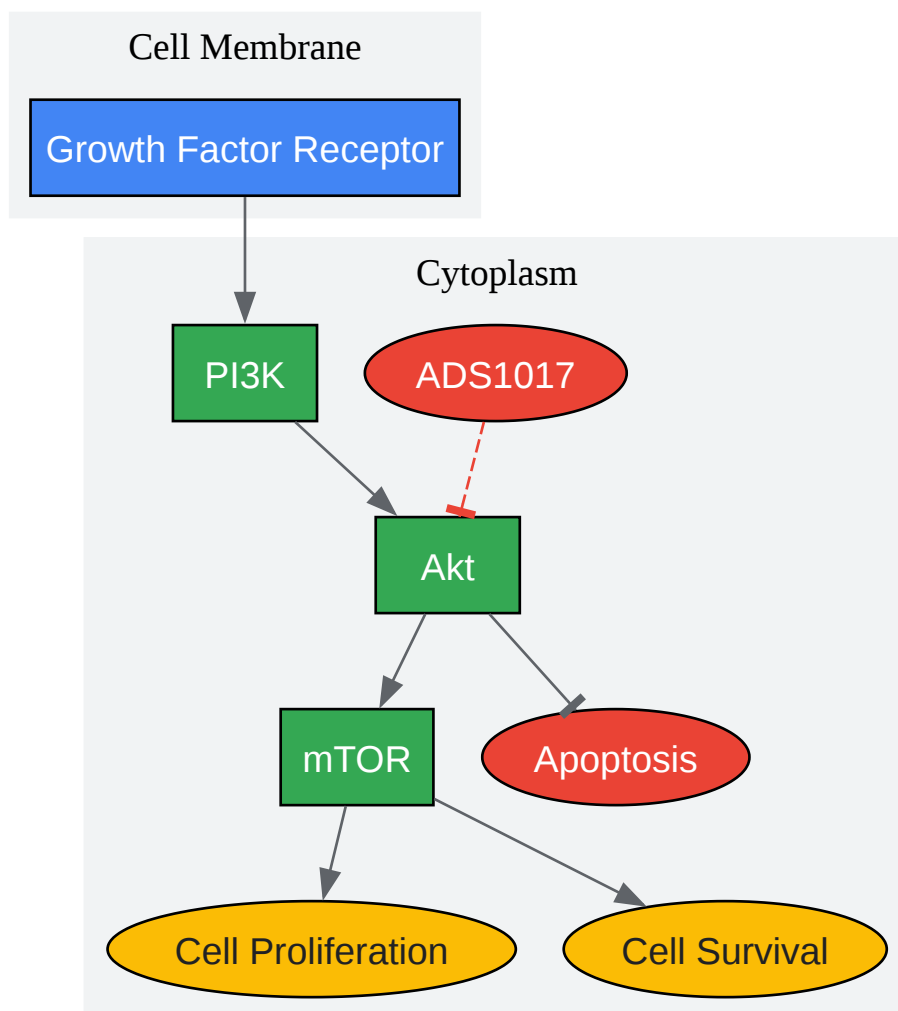 Cell Membrane
Growth Factor Receptor
Cytoplasm
PI3K
ADS1017
Akt
mTOR
Apoptosis
Cell Proliferation
Cell Survival